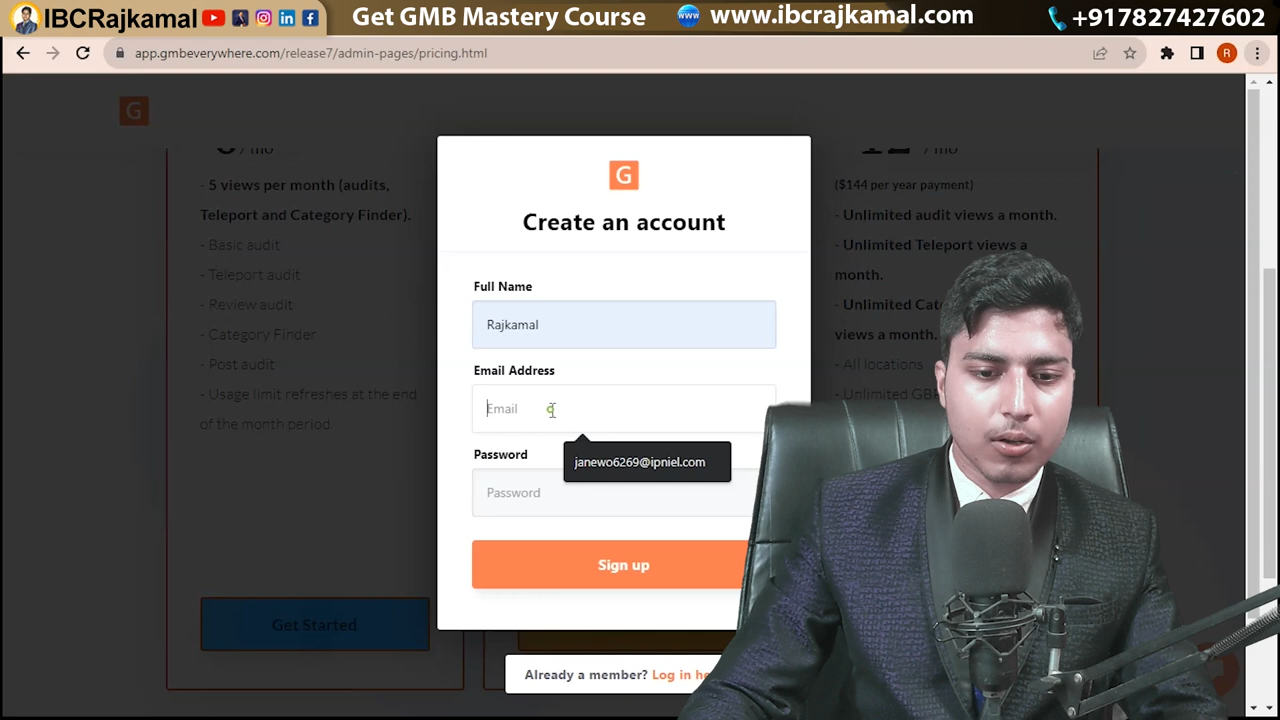 IBCRajkamal
Get GMB Mastery Course
www.ibcrajkamal.com
+917827427602
app.gmbeverywhere.com/release7/admin-pages/pricing.html
R
G
/ mo
- 5 views per month (audits,
Teleport and Category Finder).
- Basic audit
- Teleport audit
- Review audit
- Category Finder
- Post audit
- Usage limit refreshes at the end
of the month period.
Get Started
G
Create an account
Full Name
Rajkamal
Email Address
Email
janewo6269@ipniel.com
Password
Password
Sign up
Already a member? Log in he
12 / mo
($144 per year payment)
- Unlimited audit views a month.
- Unlimited Teleport views a
month.
- Unlimited Cat
views a month.
- All locations
- Unlimited GB